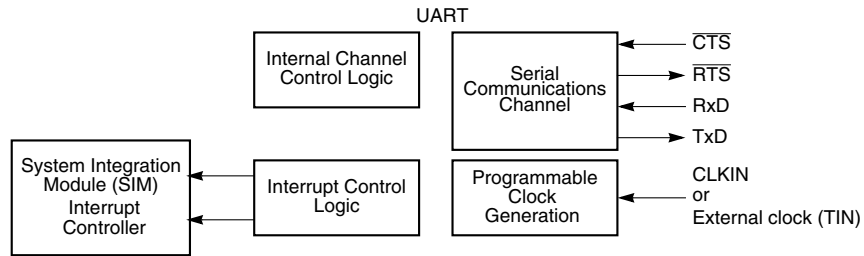 UART
Internal Channel
Control Logic
Serial
Communications
Channel
CTS
RTS
RxD
TxD
System Integration
Module (SIM)
Interrupt
Controller
Interrupt Control
Logic
Programmable
Clock
Generation
CLKIN
or
External clock (TIN)